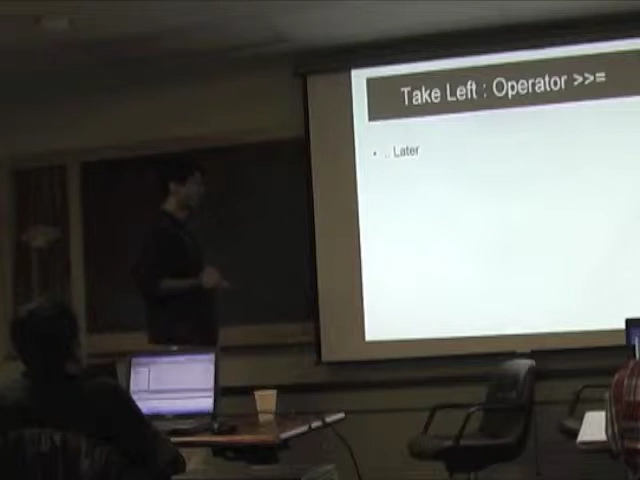 Take Left : Operator >>=
· .. Later